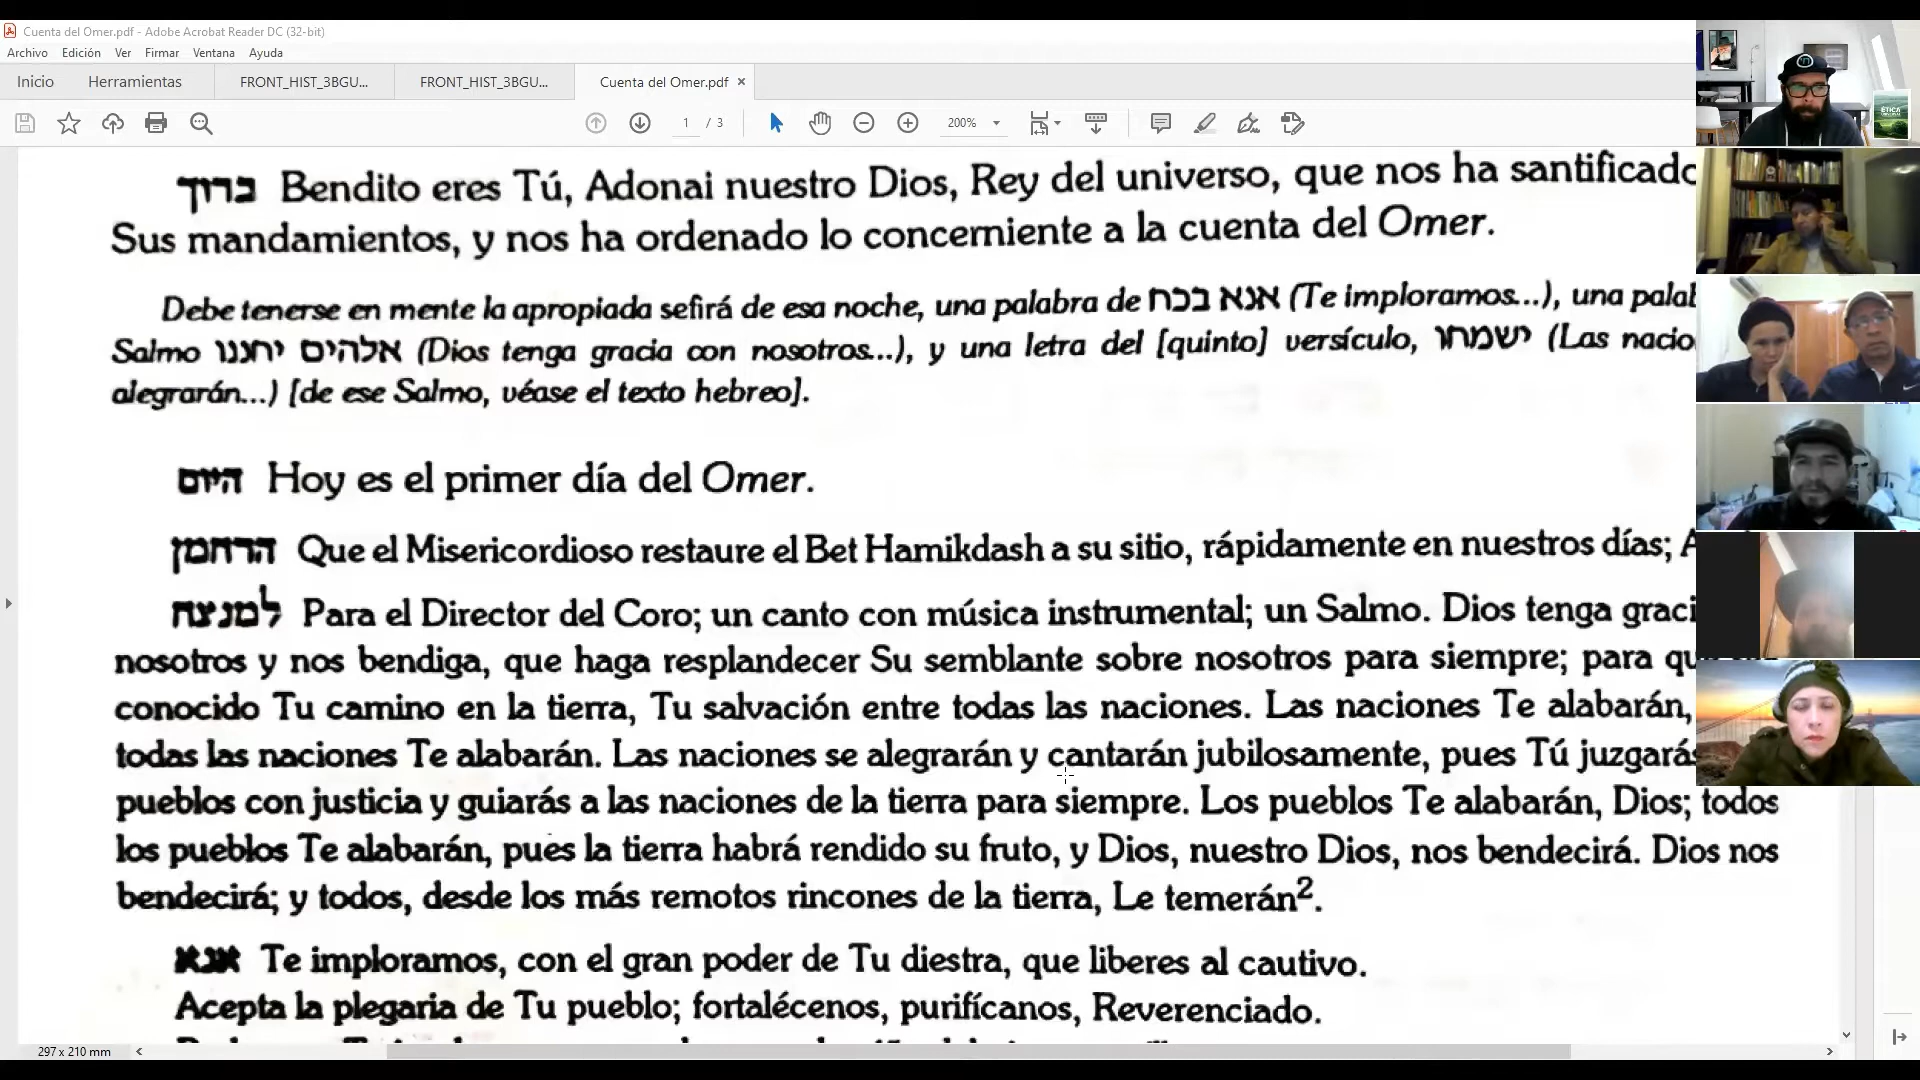 Cuenta del Omer.pdf - Adobe Acrobat Reader DC (32-bit)
Archivo Edición Ver Firmar Ventana Ayuda
Inicio Herramientas FRONT_HIST_3BGU... FRONT_HIST_3BGU... Cuenta del Omer.pdf ×
1 / 3 200%
ברוך Bendito eres Tú, Adonai nuestro Dios, Rey del universo, que nos ha santificado
Sus mandamientos, y nos ha ordenado lo concerniente a la cuenta del Omer.
Debe tenerse en mente la apropiada sefirá de esa noche, una palabra de אנא בכח (Te imploramos...), una
Salmo אלהים יחננו (Dios tenga gracia con nosotros...), y una letra del [quinto] versículo, ישמחו (Las
alegrarán...) [de ese Salmo, véase el texto hebreo].
היום Hoy es el primer día del Omer.
הרחמן Que el Misericordioso restaure el Bet Hamikdash a su sitio, rápidamente en nuestros días;
למנצח Para el Director del Coro; un canto con música instrumental; un Salmo. Dios tenga
nosotros y nos bendiga, que haga resplandecer Su semblante sobre nosotros para siempre; para
conocido Tu camino en la tierra, Tu salvación entre todas las naciones. Las naciones Te alabarán,
todas las naciones Te alabarán. Las naciones se alegrarán y cantarán jubilosamente, pues Tú juzgarás
pueblos con justicia y guiarás a las naciones de la tierra para siempre. Los pueblos Te alabarán, Dios; todos
los pueblos Te alabarán, pues la tierra habrá rendido su fruto, y Dios, nuestro Dios, nos bendecirá. Dios nos
bendecirá; y todos, desde los más remotos rincones de la tierra, Le temerán².
אנא Te imploramos, con el gran poder de Tu diestra, que liberes al cautivo.
Acepta la plegaria de Tu pueblo; fortalécenos, purifícanos, Reverenciado.
297 x 210 mm
ÉTICA
UNIVERSAL